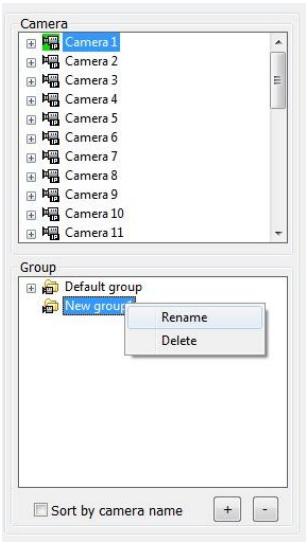 Camera
Camera 1
Camera 2
Camera 3
Camera 4
Camera 5
Camera 6
Camera 7
Camera 8
Camera 9
Camera 10
Camera 11
Group
Default group
New group
Rename
Delete
Sort by camera name
+ -